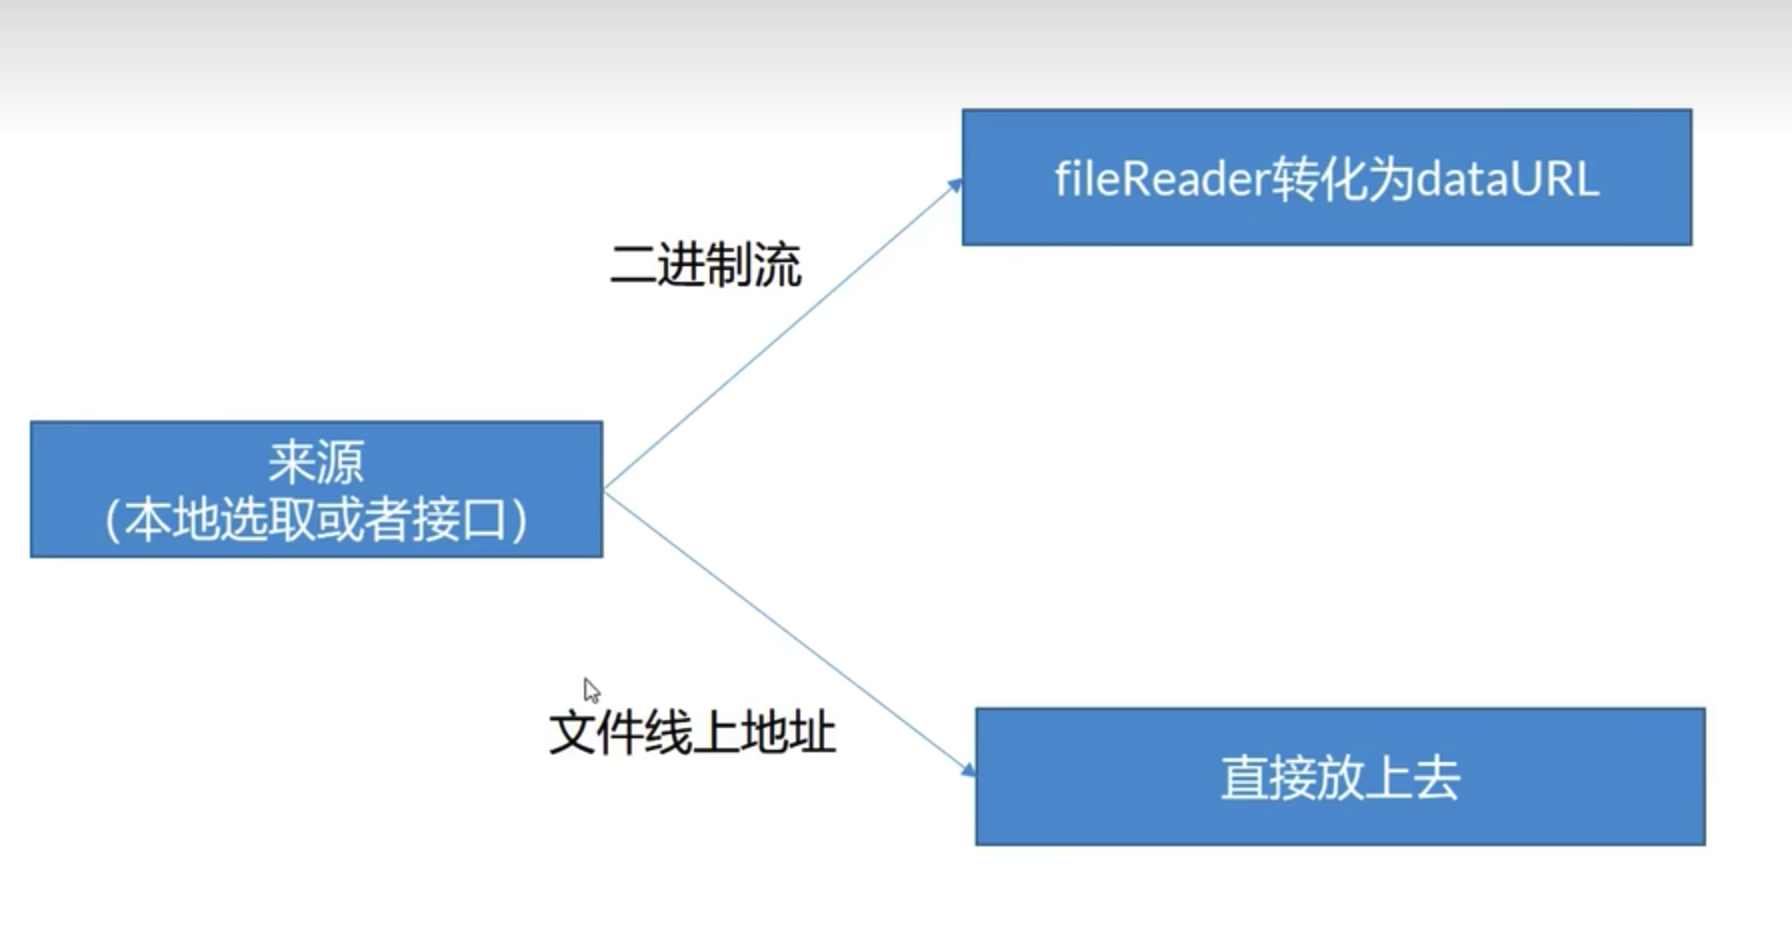 fileReader转化为dataURL
二进制流
来源
（本地选取或者接口）
文件线上地址
直接放上去